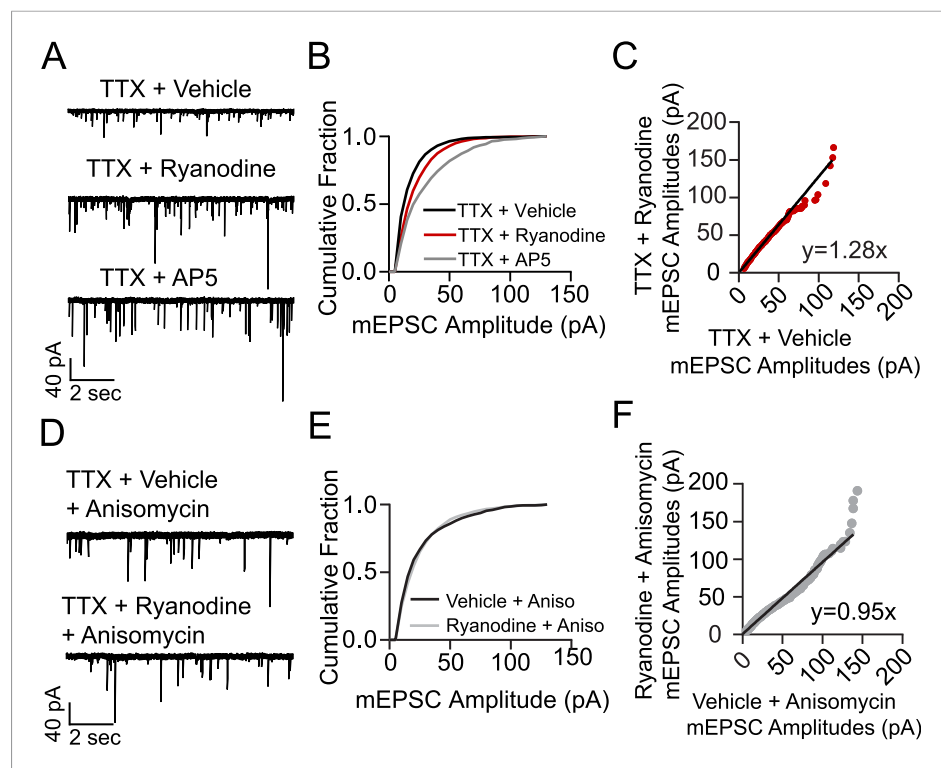 A
TTX + Vehicle
TTX + Ryanodine
TTX + AP5
40 pA
2 sec
B
Cumulative Fraction
1.0
0.5
0.0
TTX + Vehicle
TTX + Ryanodine
TTX + AP5
0
50
100
150
mEPSC Amplitude (pA)
C
TTX + Ryanodine
mEPSC Amplitudes (pA)
200
150
100
50
0
y=1.28x
0
50
100
150
200
TTX + Vehicle
mEPSC Amplitudes (pA)
D
TTX + Vehicle
+ Anisomycin
TTX + Ryanodine
+ Anisomycin
40 pA
2 sec
E
Cumulative Fraction
1.0
0.5
0.0
Vehicle + Aniso
Ryanodine + Aniso
0
50
100
150
mEPSC Amplitude (pA)
F
Ryanodine + Amisomycin
mEPSC Amplitudes (pA)
200
150
100
50
0
y=0.95x
0
50
100
150
200
Vehicle + Anisomycin
mEPSC Amplitudes (pA)